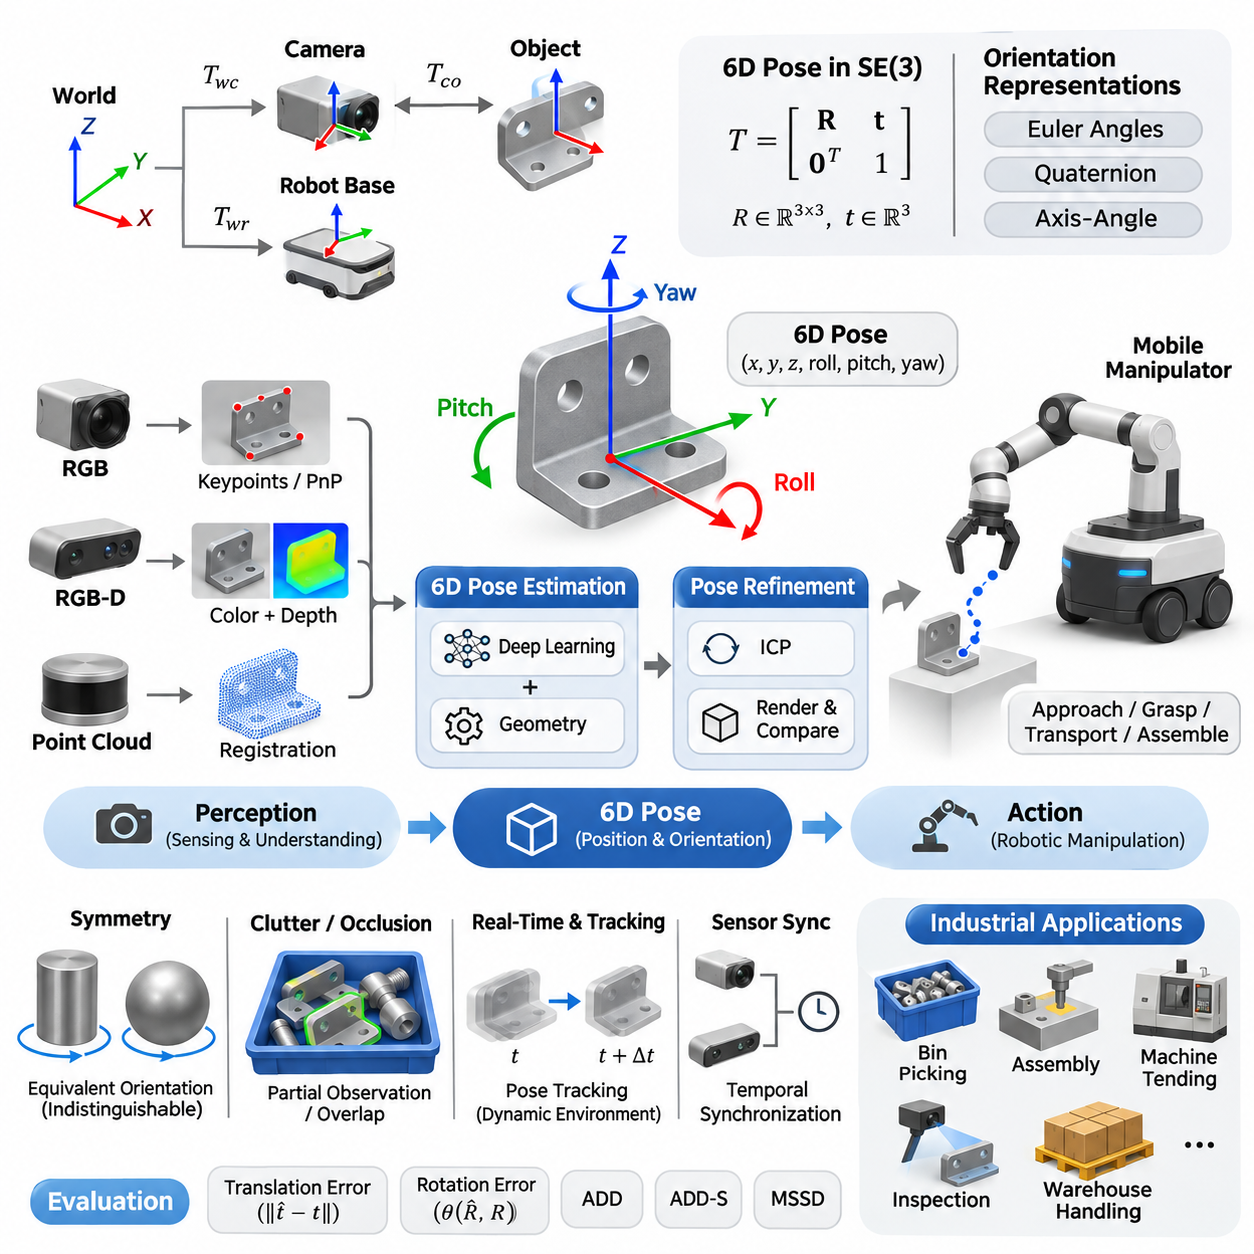 Camera
Object
World
T_wc
T_co
Z
Y
X
Robot Base
T_wr
6D Pose in SE(3)
T = [ R t
0^T 1 ]
R ∈ ℝ^{3×3}, t ∈ ℝ^3
Orientation
Representations
Euler Angles
Quaternion
Axis-Angle
Z
Yaw
Pitch
Y
Roll
6D Pose
(x, y, z, roll, pitch, yaw)
Mobile
Manipulator
RGB
Keypoints / PnP
RGB-D
Color + Depth
Point Cloud
Registration
6D Pose Estimation
Deep Learning
+
Geometry
Pose Refinement
ICP
Render &
Compare
Approach / Grasp /
Transport / Assemble
Perception
(Sensing & Understanding)
6D Pose
(Position & Orientation)
Action
(Robotic Manipulation)
Symmetry
Equivalent Orientation
(Indistinguishable)
Clutter / Occlusion
Partial Observation
/ Overlap
Real-Time & Tracking
t
t + Δt
Pose Tracking
(Dynamic Environment)
Sensor Sync
Temporal
Synchronization
Industrial Applications
Bin
Picking
Assembly
Machine
Tending
Inspection
Warehouse
Handling
...
Evaluation
Translation Error
(‖t̂ − t‖)
Rotation Error
(θ(R̂, R))
ADD
ADD-S
MSSD